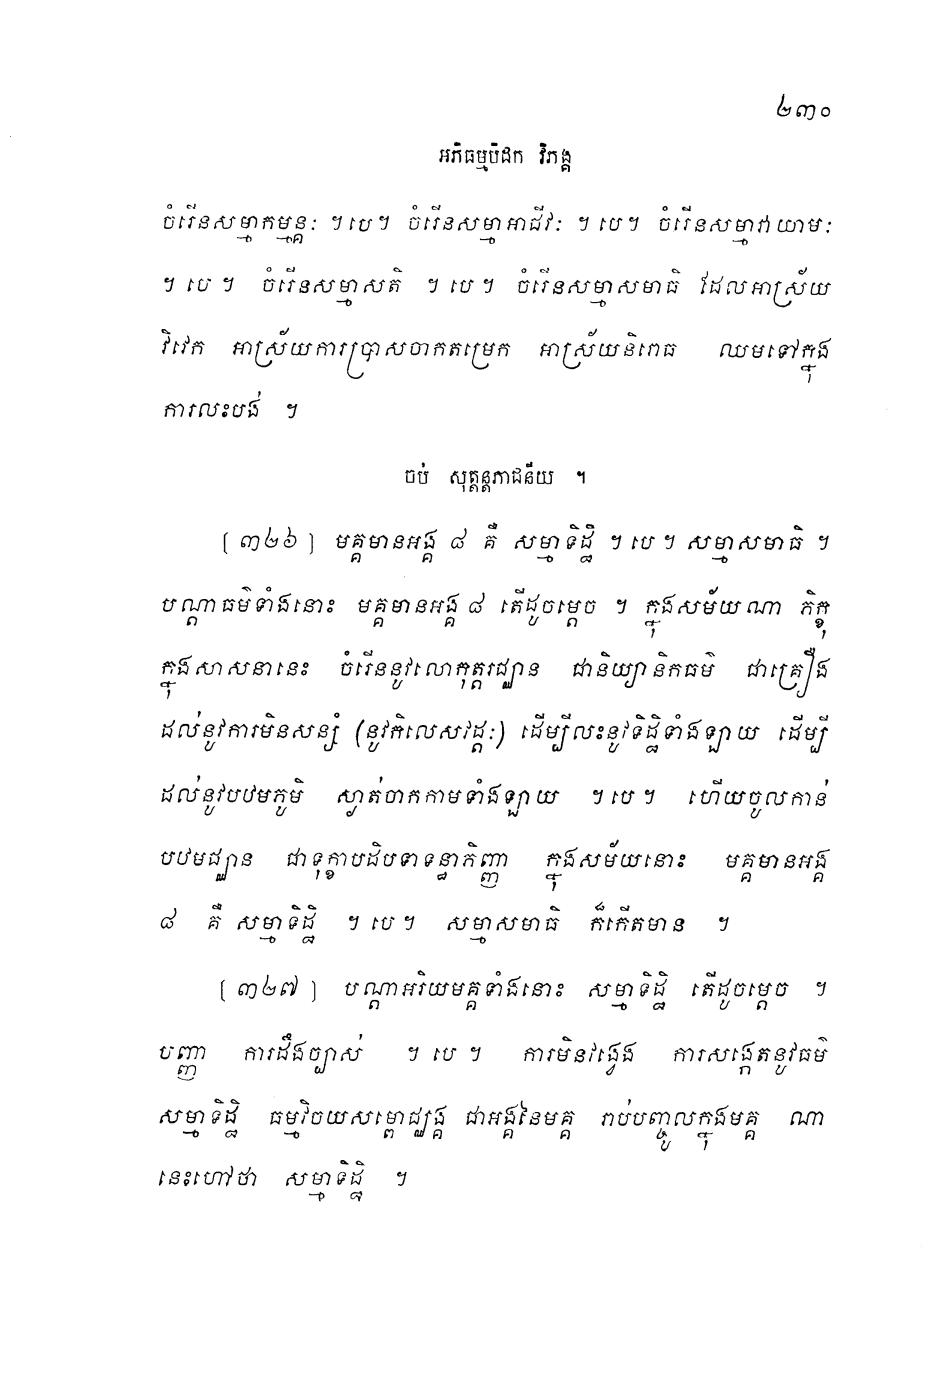 ២៣០
អភិធម្មបិដក វិភង្គ
ចំរើនសម្មាកម្មន្តៈ ។ បេ។ ចំរើនសម្មាអាជីវៈ ។ បេ។ ចំរើនសម្មាវាយាមៈ
។ បេ ។ ចំរើនសម្មាសតិ ។ បេ ។ ចំរើនសម្មាសមាធិ ដែលអាស្រ័យ
វិវេក អាស្រ័យការប្រាសចាកតម្រេក អាស្រ័យនិរោធ ឈមទៅក្នុង
ការលះបង់ ។
ចប់ សុត្តន្តភាជនីយ ។
[ ៣២៦ ] មគ្គមានអង្គ ៨ គឺ សម្មាទិដ្ឋិ ។ បេ ។ សម្មាសមាធិ ។
បណ្តាធម៌ទាំងនោះ មគ្គមានអង្គ ៨ តើដូចម្តេច ។ ក្នុងសម័យណា ភិក្ខុ
ក្នុងសាសនានេះ ចំរើននូវលោកុត្តរជ្ឈាន ជានិយ្យានិកធម៌ ជាគ្រឿង
ដល់នូវការមិនសន្សំ (នូវកិលេសវដ្តៈ) ដើម្បីលះនូវទិដ្ឋិទាំងឡាយ ដើម្បី
ដល់នូវបឋមភូមិ ស្ងាត់ចាកកាមទាំងឡាយ ។ បេ ។ ហើយចូលកាន់
បឋមជ្ឈាន ជាទុក្ខាបដិបទាទន្ធាភិញ្ញា ក្នុងសម័យនោះ មគ្គមានអង្គ
៨ គឺ សម្មាទិដ្ឋិ ។ បេ ។ សម្មាសមាធិ ក៏កើតមាន ។
[ ៣២៧ ] បណ្តាអរិយមគ្គទាំងនោះ សម្មាទិដ្ឋិ តើដូចម្តេច ។
បញ្ញា ការដឹងច្បាស់ ។ បេ ។ ការមិនវង្វេង ការសង្កេតនូវធម៌
សម្មាទិដ្ឋិ ធម្មវិចយសម្ពោជ្ឈង្គ ជាអង្គនៃមគ្គ រាប់បញ្ចូលក្នុងមគ្គ ណា
នេះហៅថា សម្មាទិដ្ឋិ ។